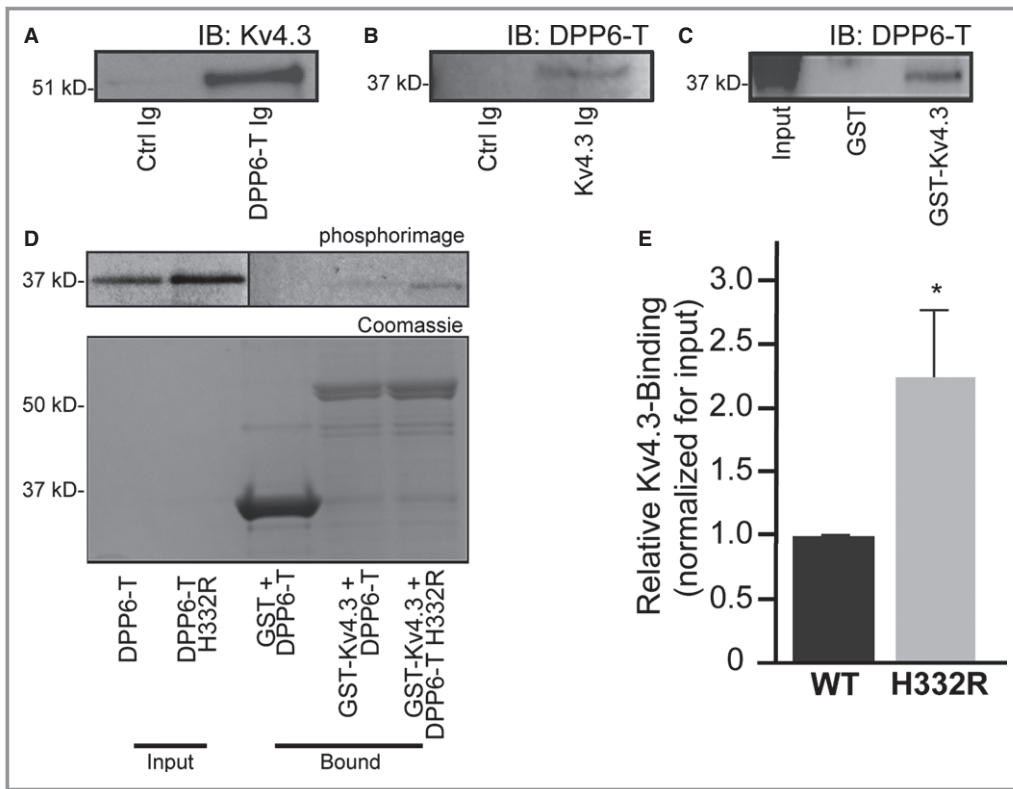 A
IB: Kv4.3
51 kD-
Ctrl Ig
DPP6-T Ig
B
IB: DPP6-T
37 kD-
Ctrl Ig
Kv4.3 Ig
C
IB: DPP6-T
37 kD-
Input
GST
GST-Kv4.3
D
phosphorimage
37 kD-
Coomassie
50 kD-
37 kD-
DPP6-T
DPP6-T
H332R
GST +
DPP6-T
GST-Kv4.3 +
DPP6-T
GST-Kv4.3 +
DPP6-T H332R
Input
Bound
E
Relative Kv4.3-Binding
(normalized for input)
3.0
2.5
2.0
1.5
1.0
0.5
0
*
WT
H332R